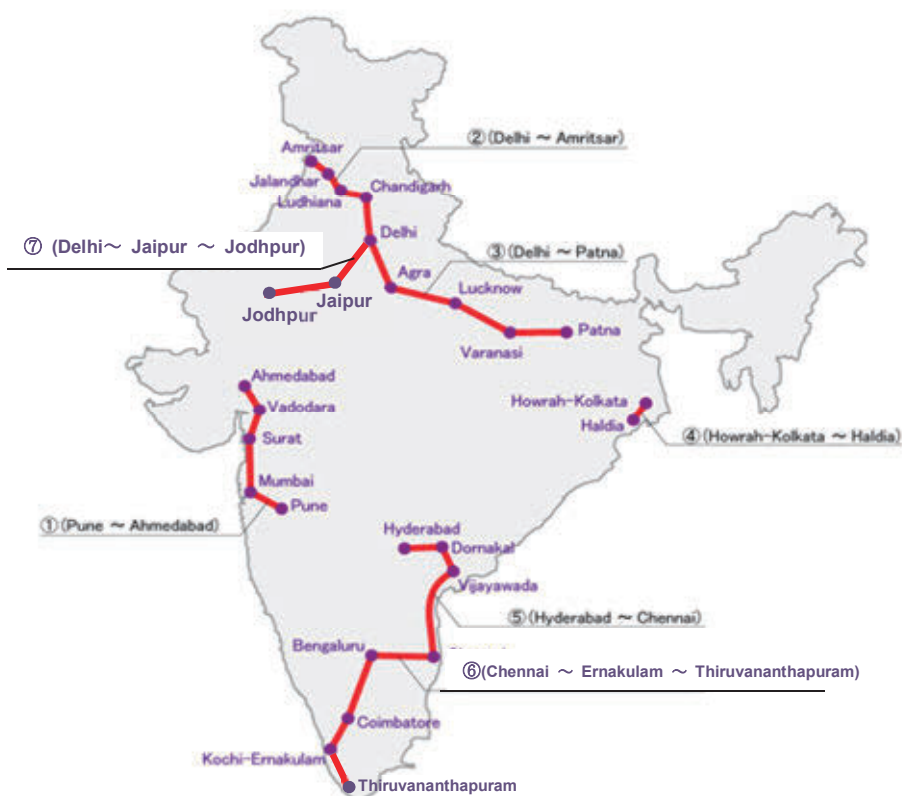 ② (Delhi ～ Amritsar)
Amritsar
Jalandhar
Ludhiana
Chandigarh
Delhi
⑦ (Delhi～ Jaipur ～ Jodhpur)
③ (Delhi ～ Patna)
Agra
Lucknow
Jaipur
Jodhpur
Patna
Varanasi
Ahmedabad
Vadodara
Howrah-Kolkata
Haldia
④ (Howrah-Kolkata ～ Haldia)
Surat
Mumbai
Pune
① (Pune ～ Ahmedabad)
Hyderabad
Dornakal
Vijayawada
⑤ (Hyderabad ～ Chennai)
Bengaluru
⑥(Chennai ～ Ernakulam ～ Thiruvananthapuram)
Coimbatore
Kochi-Ernakulam
Thiruvananthapuram